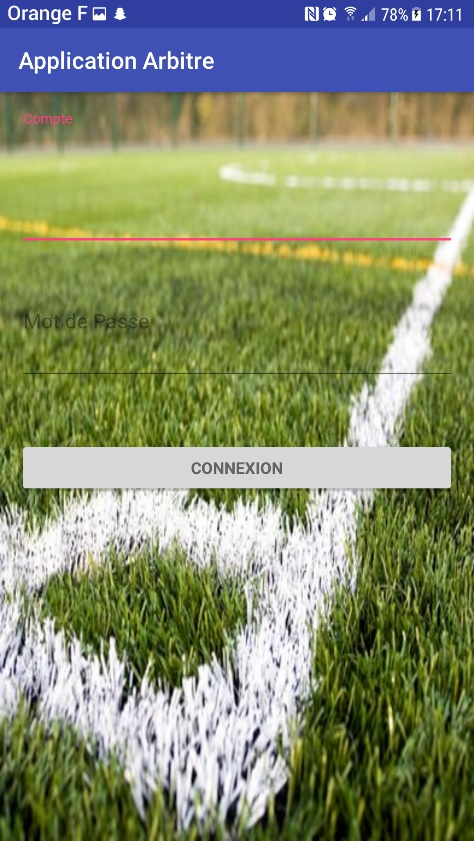 Orange F 78% 17:11
Application Arbitre
Compte
Mot de Passe
CONNEXION